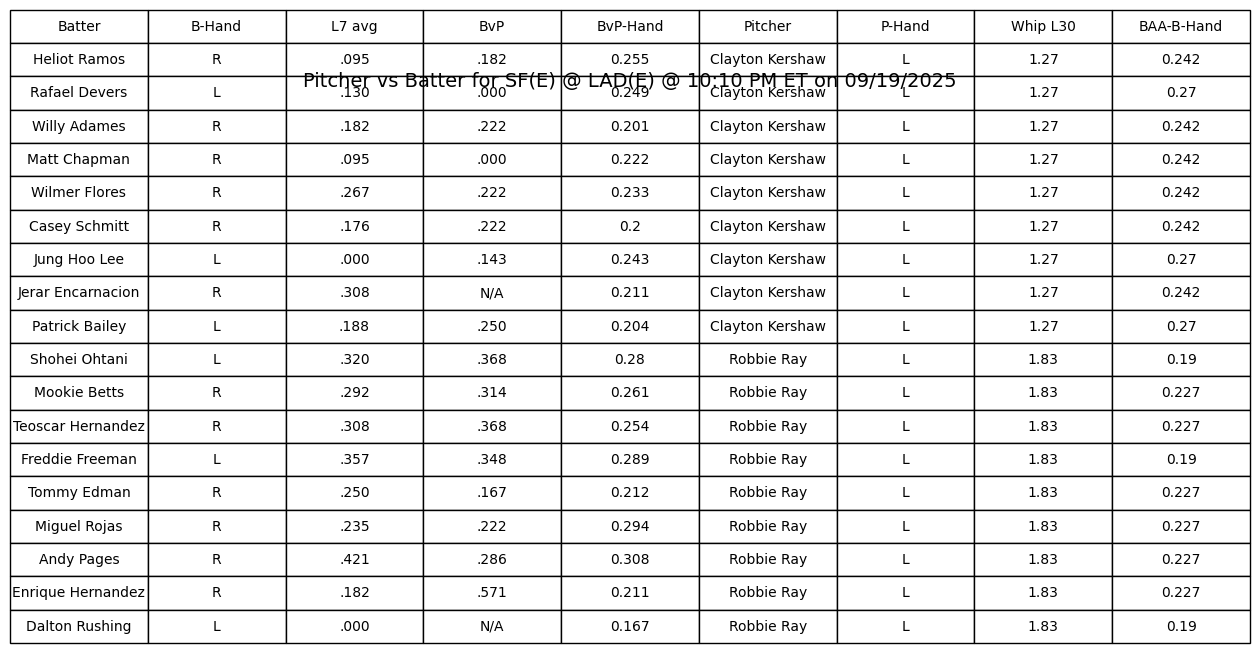 Batter B-Hand L7 avg BvP BvP-Hand Pitcher P-Hand Whip L30 BAA-B-Hand
Heliot Ramos R .095 .182 0.255 Clayton Kershaw L 1.27 0.242
Pitcher vs Batter for SF(E) @ LAD(E) @ 10:10 PM ET on 09/19/2025
Rafael Devers L .130 .000 0.249 Clayton Kershaw L 1.27 0.27
Willy Adames R .182 .222 0.201 Clayton Kershaw L 1.27 0.242
Matt Chapman R .095 .000 0.222 Clayton Kershaw L 1.27 0.242
Wilmer Flores R .267 .222 0.233 Clayton Kershaw L 1.27 0.242
Casey Schmitt R .176 .222 0.2 Clayton Kershaw L 1.27 0.242
Jung Hoo Lee L .000 .143 0.243 Clayton Kershaw L 1.27 0.27
Jerar Encarnacion R .308 N/A 0.211 Clayton Kershaw L 1.27 0.242
Patrick Bailey L .188 .250 0.204 Clayton Kershaw L 1.27 0.27
Shohei Ohtani L .320 .368 0.28 Robbie Ray L 1.83 0.19
Mookie Betts R .292 .314 0.261 Robbie Ray L 1.83 0.227
Teoscar Hernandez R .308 .368 0.254 Robbie Ray L 1.83 0.227
Freddie Freeman L .357 .348 0.289 Robbie Ray L 1.83 0.19
Tommy Edman R .250 .167 0.212 Robbie Ray L 1.83 0.227
Miguel Rojas R .235 .222 0.294 Robbie Ray L 1.83 0.227
Andy Pages R .421 .286 0.308 Robbie Ray L 1.83 0.227
Enrique Hernandez R .182 .571 0.211 Robbie Ray L 1.83 0.227
Dalton Rushing L .000 N/A 0.167 Robbie Ray L 1.83 0.19